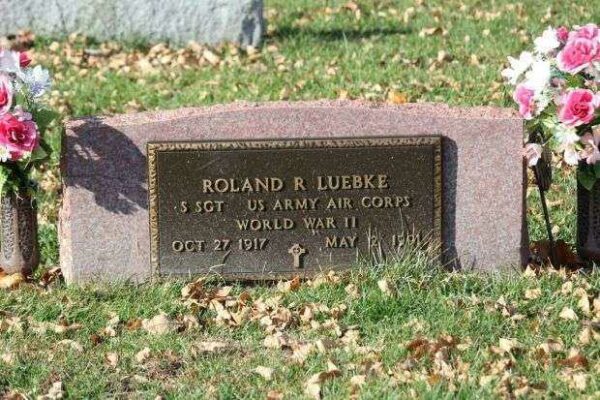 ROLAND R LUEBKE
S SGT US ARMY AIR CORPS
WORLD WAR II
OCT 27 1917 MAY